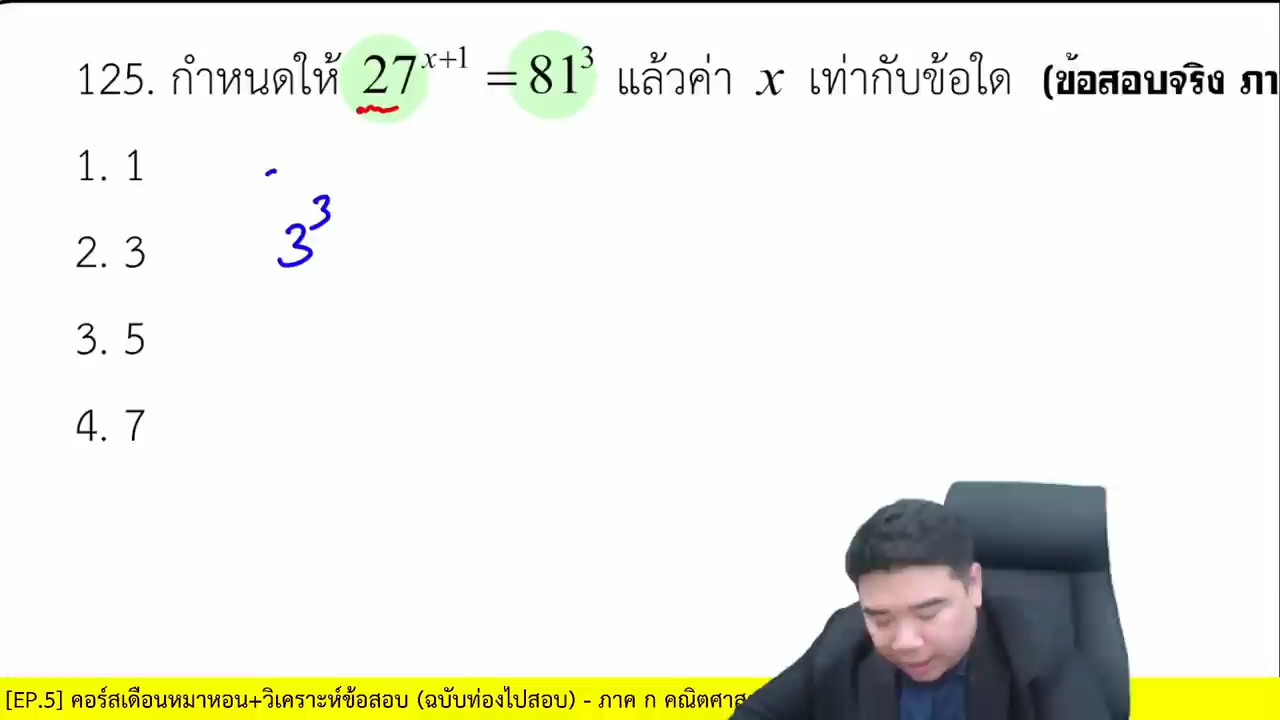 125. กำหนดให้ 27^{x+1} = 81^3 แล้วค่า x เท่ากับข้อใด (ข้อสอบจริง ภา
1. 1
3^3
2. 3
3. 5
4. 7
[EP.5] คอร์สเดือนหมาหอน+วิเคราะห์ข้อสอบ (ฉบับท่องไปสอบ) - ภาค ก คณิตศาส